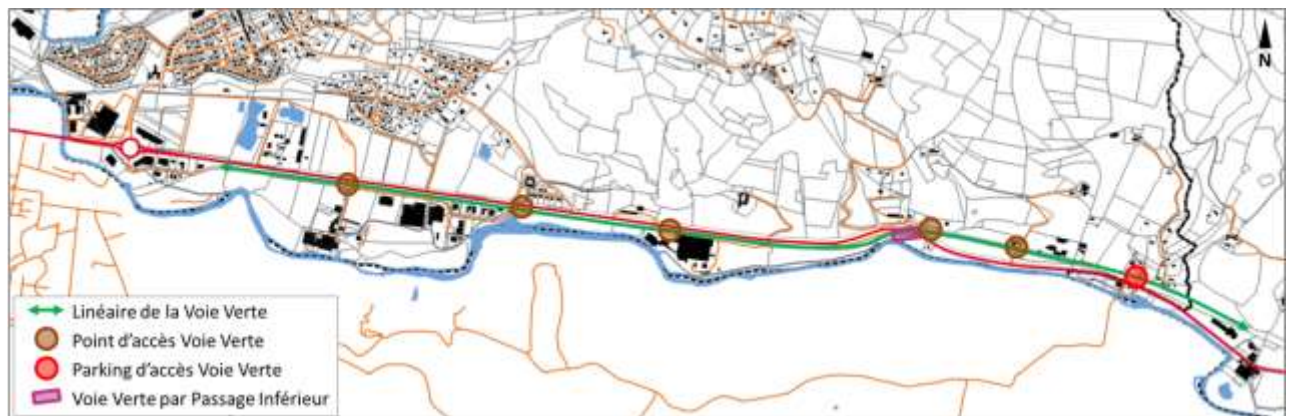 N
Linéaire de la Voie Verte
Point d'accès Voie Verte
Parking d'accès Voie Verte
Voie Verte par Passage Inférieur